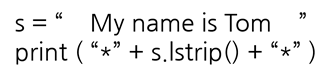 s = “    My name is Tom    ”
print ( “*” + s.lstrip() + “*” )